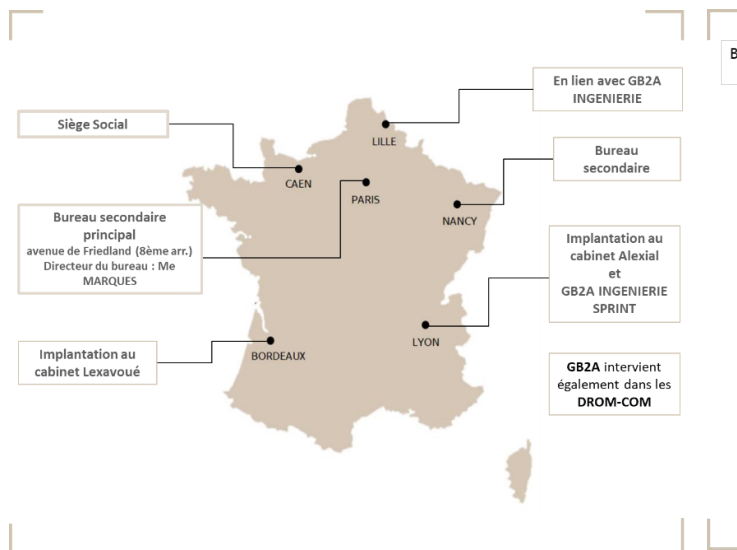 Siège Social
CAEN
Bureau secondaire
principal
avenue de Friedland (8ème arr.)
Directeur du bureau : Me
MARQUES
PARIS
Implantation au
cabinet Lexavoué
BORDEAUX
En lien avec GB2A
INGENIERIE
LILLE
Bureau
secondaire
NANCY
Implantation au
cabinet Alexial
et
GB2A INGENIERIE
SPRINT
LYON
GB2A intervient
également dans les
DROM-COM
B